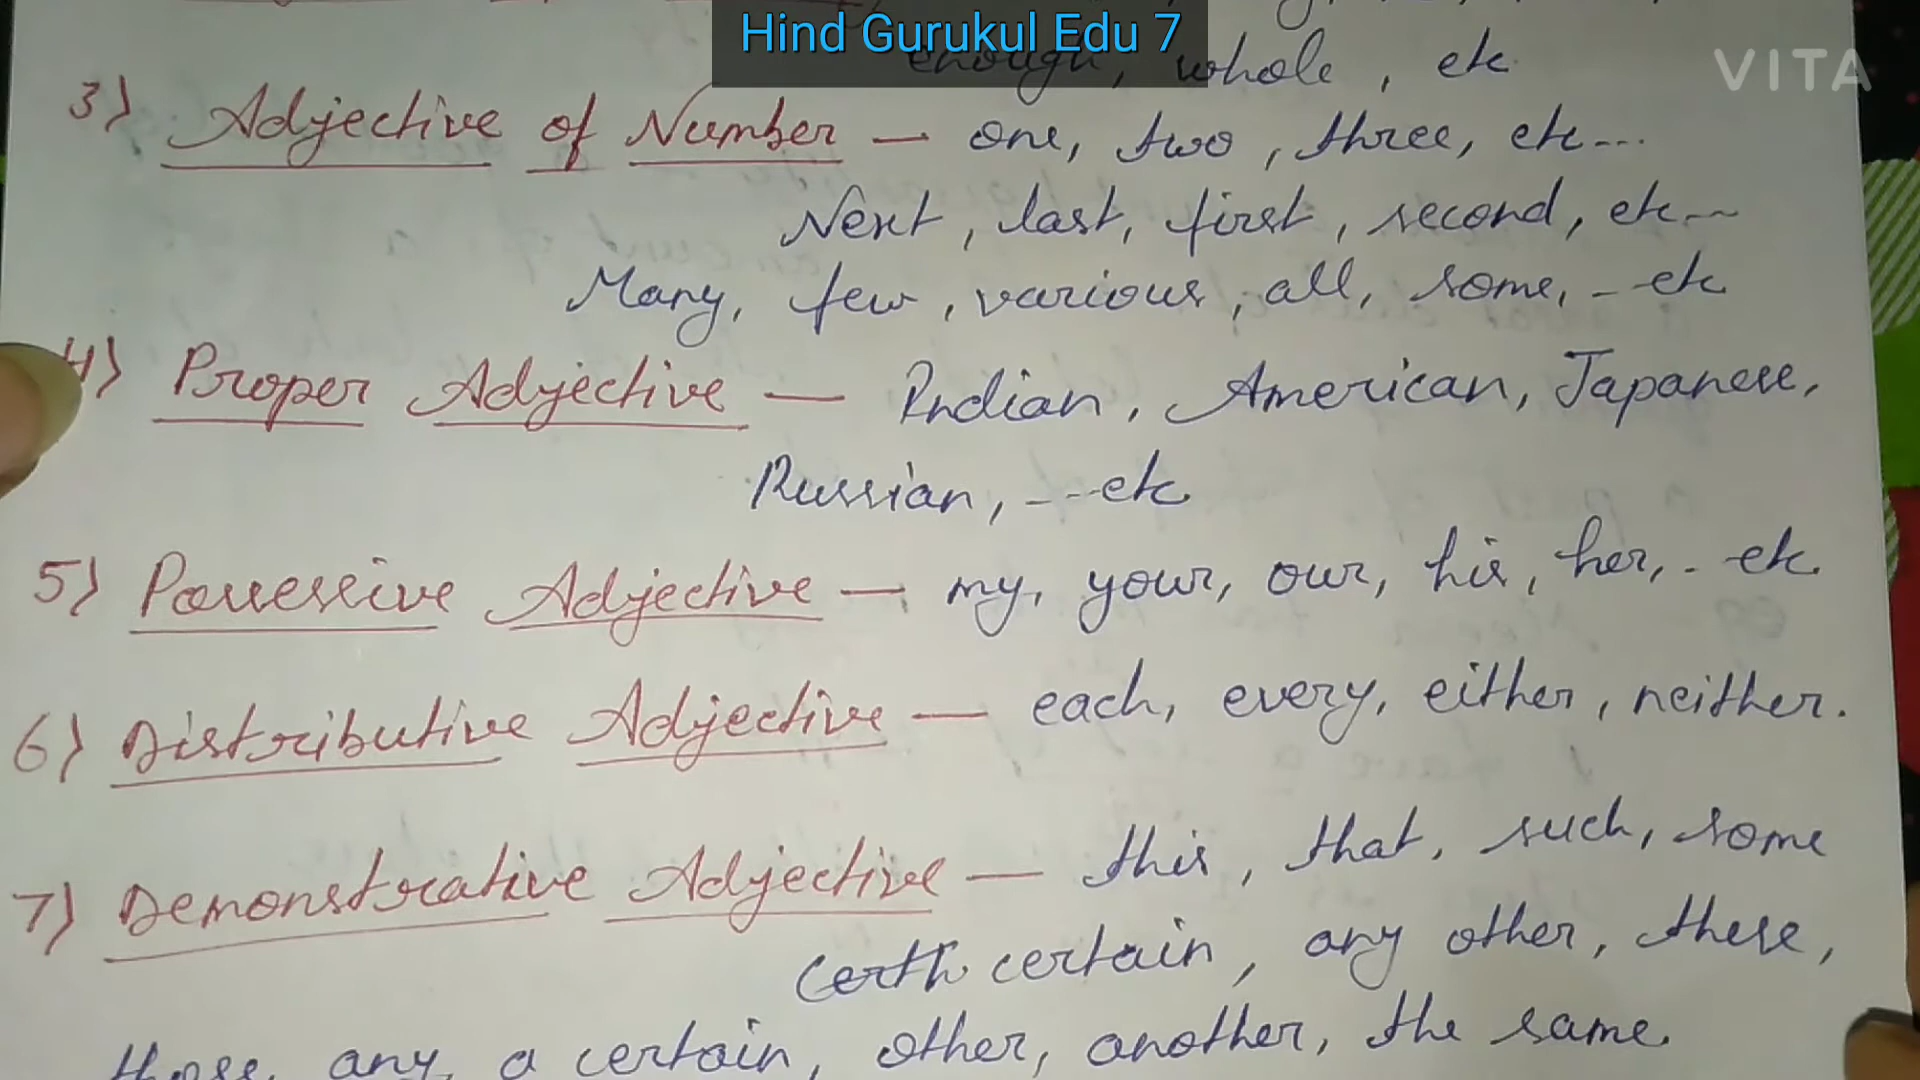 Hind Gurukul Edu 7
VITA
enough, whole, etc
3) Adjective of Number — one, two, three, etc...
Next, last, first, second, etc..
Many, few, various, all, some, - etc
4) Proper Adjective — Indian, American, Japanese,
Russian, --- etc
5) Possessive Adjective — my, your, our, his, her, - etc.
6) Distributive Adjective — each, every, either, neither.
7) Demonstrative Adjective — this, that, such, some
certain, any other, these,
those, any, a certain, other, another, the same.